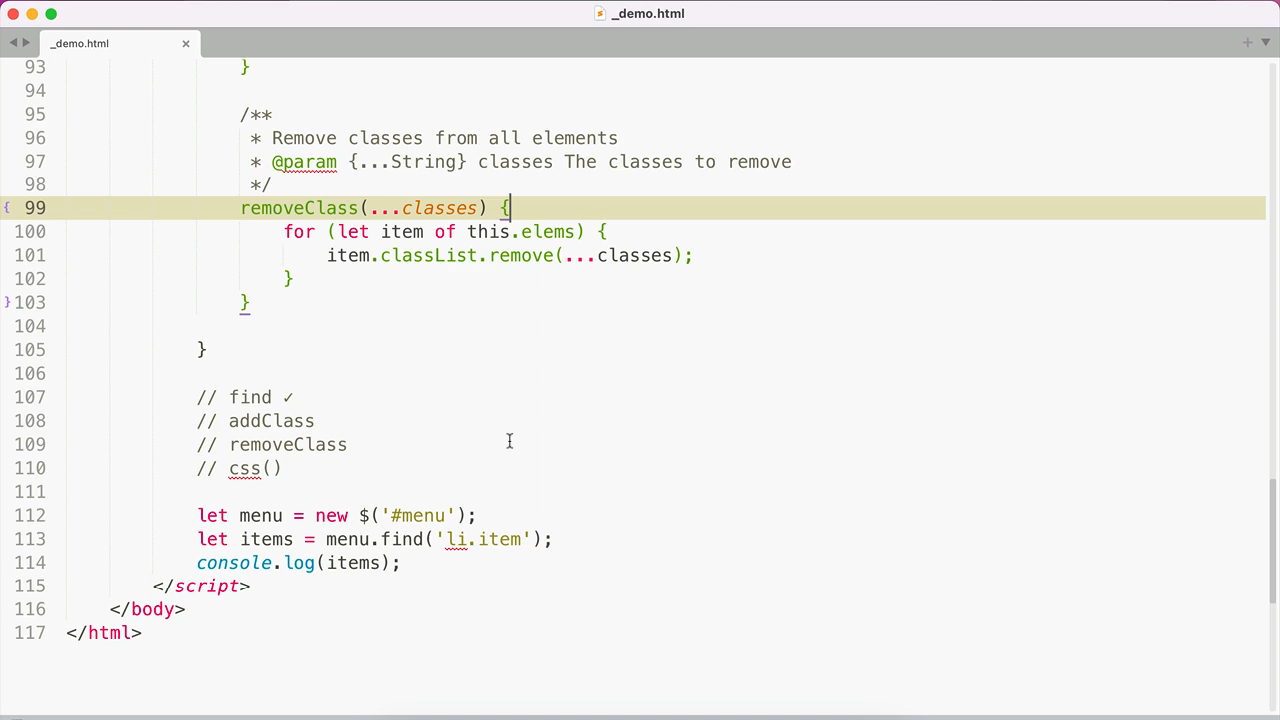 _demo.html
_demo.html
93 }
94
95 /**
96 * Remove classes from all elements
97 * @param {...String} classes The classes to remove
98 */
{ 99 removeClass(...classes) {
100 for (let item of this.elems) {
101 item.classList.remove(...classes);
102 }
} 103 }
104
105 }
106
107 // find ✓
108 // addClass
109 // removeClass
110 // css()
111
112 let menu = new $('#menu');
113 let items = menu.find('li.item');
114 console.log(items);
115 </script>
116 </body>
117 </html>